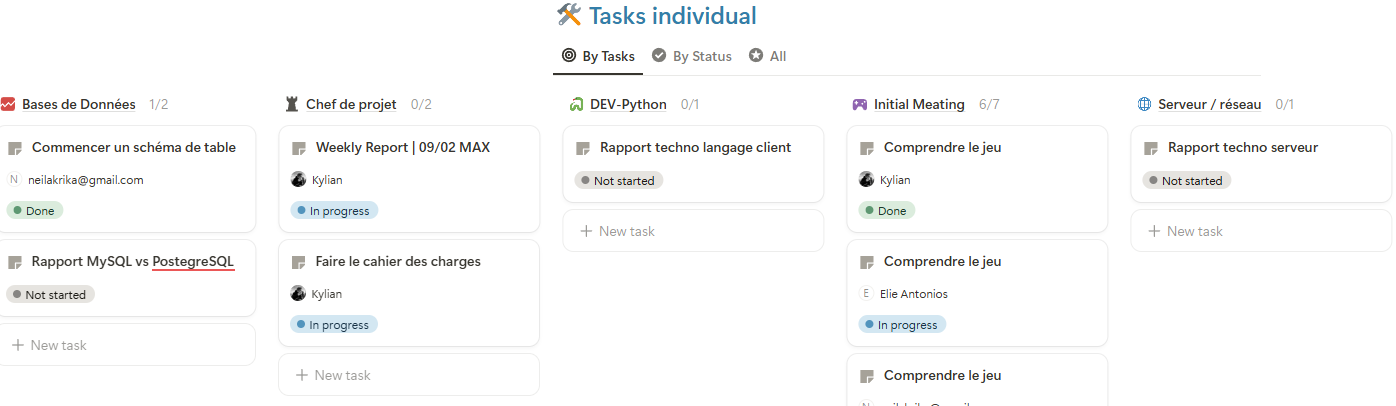 Tasks individual
By Tasks
By Status
All
Bases de Données 1/2
Commencer un schéma de table
N neilakrika@gmail.com
Done
Rapport MySQL vs PostegreSQL
Not started
+ New task
Chef de projet 0/2
Weekly Report | 09/02 MAX
Kylian
In progress
Faire le cahier des charges
Kylian
In progress
+ New task
DEV-Python 0/1
Rapport techno langage client
Not started
+ New task
Initial Meating 6/7
Comprendre le jeu
Kylian
Done
Comprendre le jeu
E Elie Antonios
In progress
Comprendre le jeu
Serveur / réseau 0/1
Rapport techno serveur
Not started
+ New task